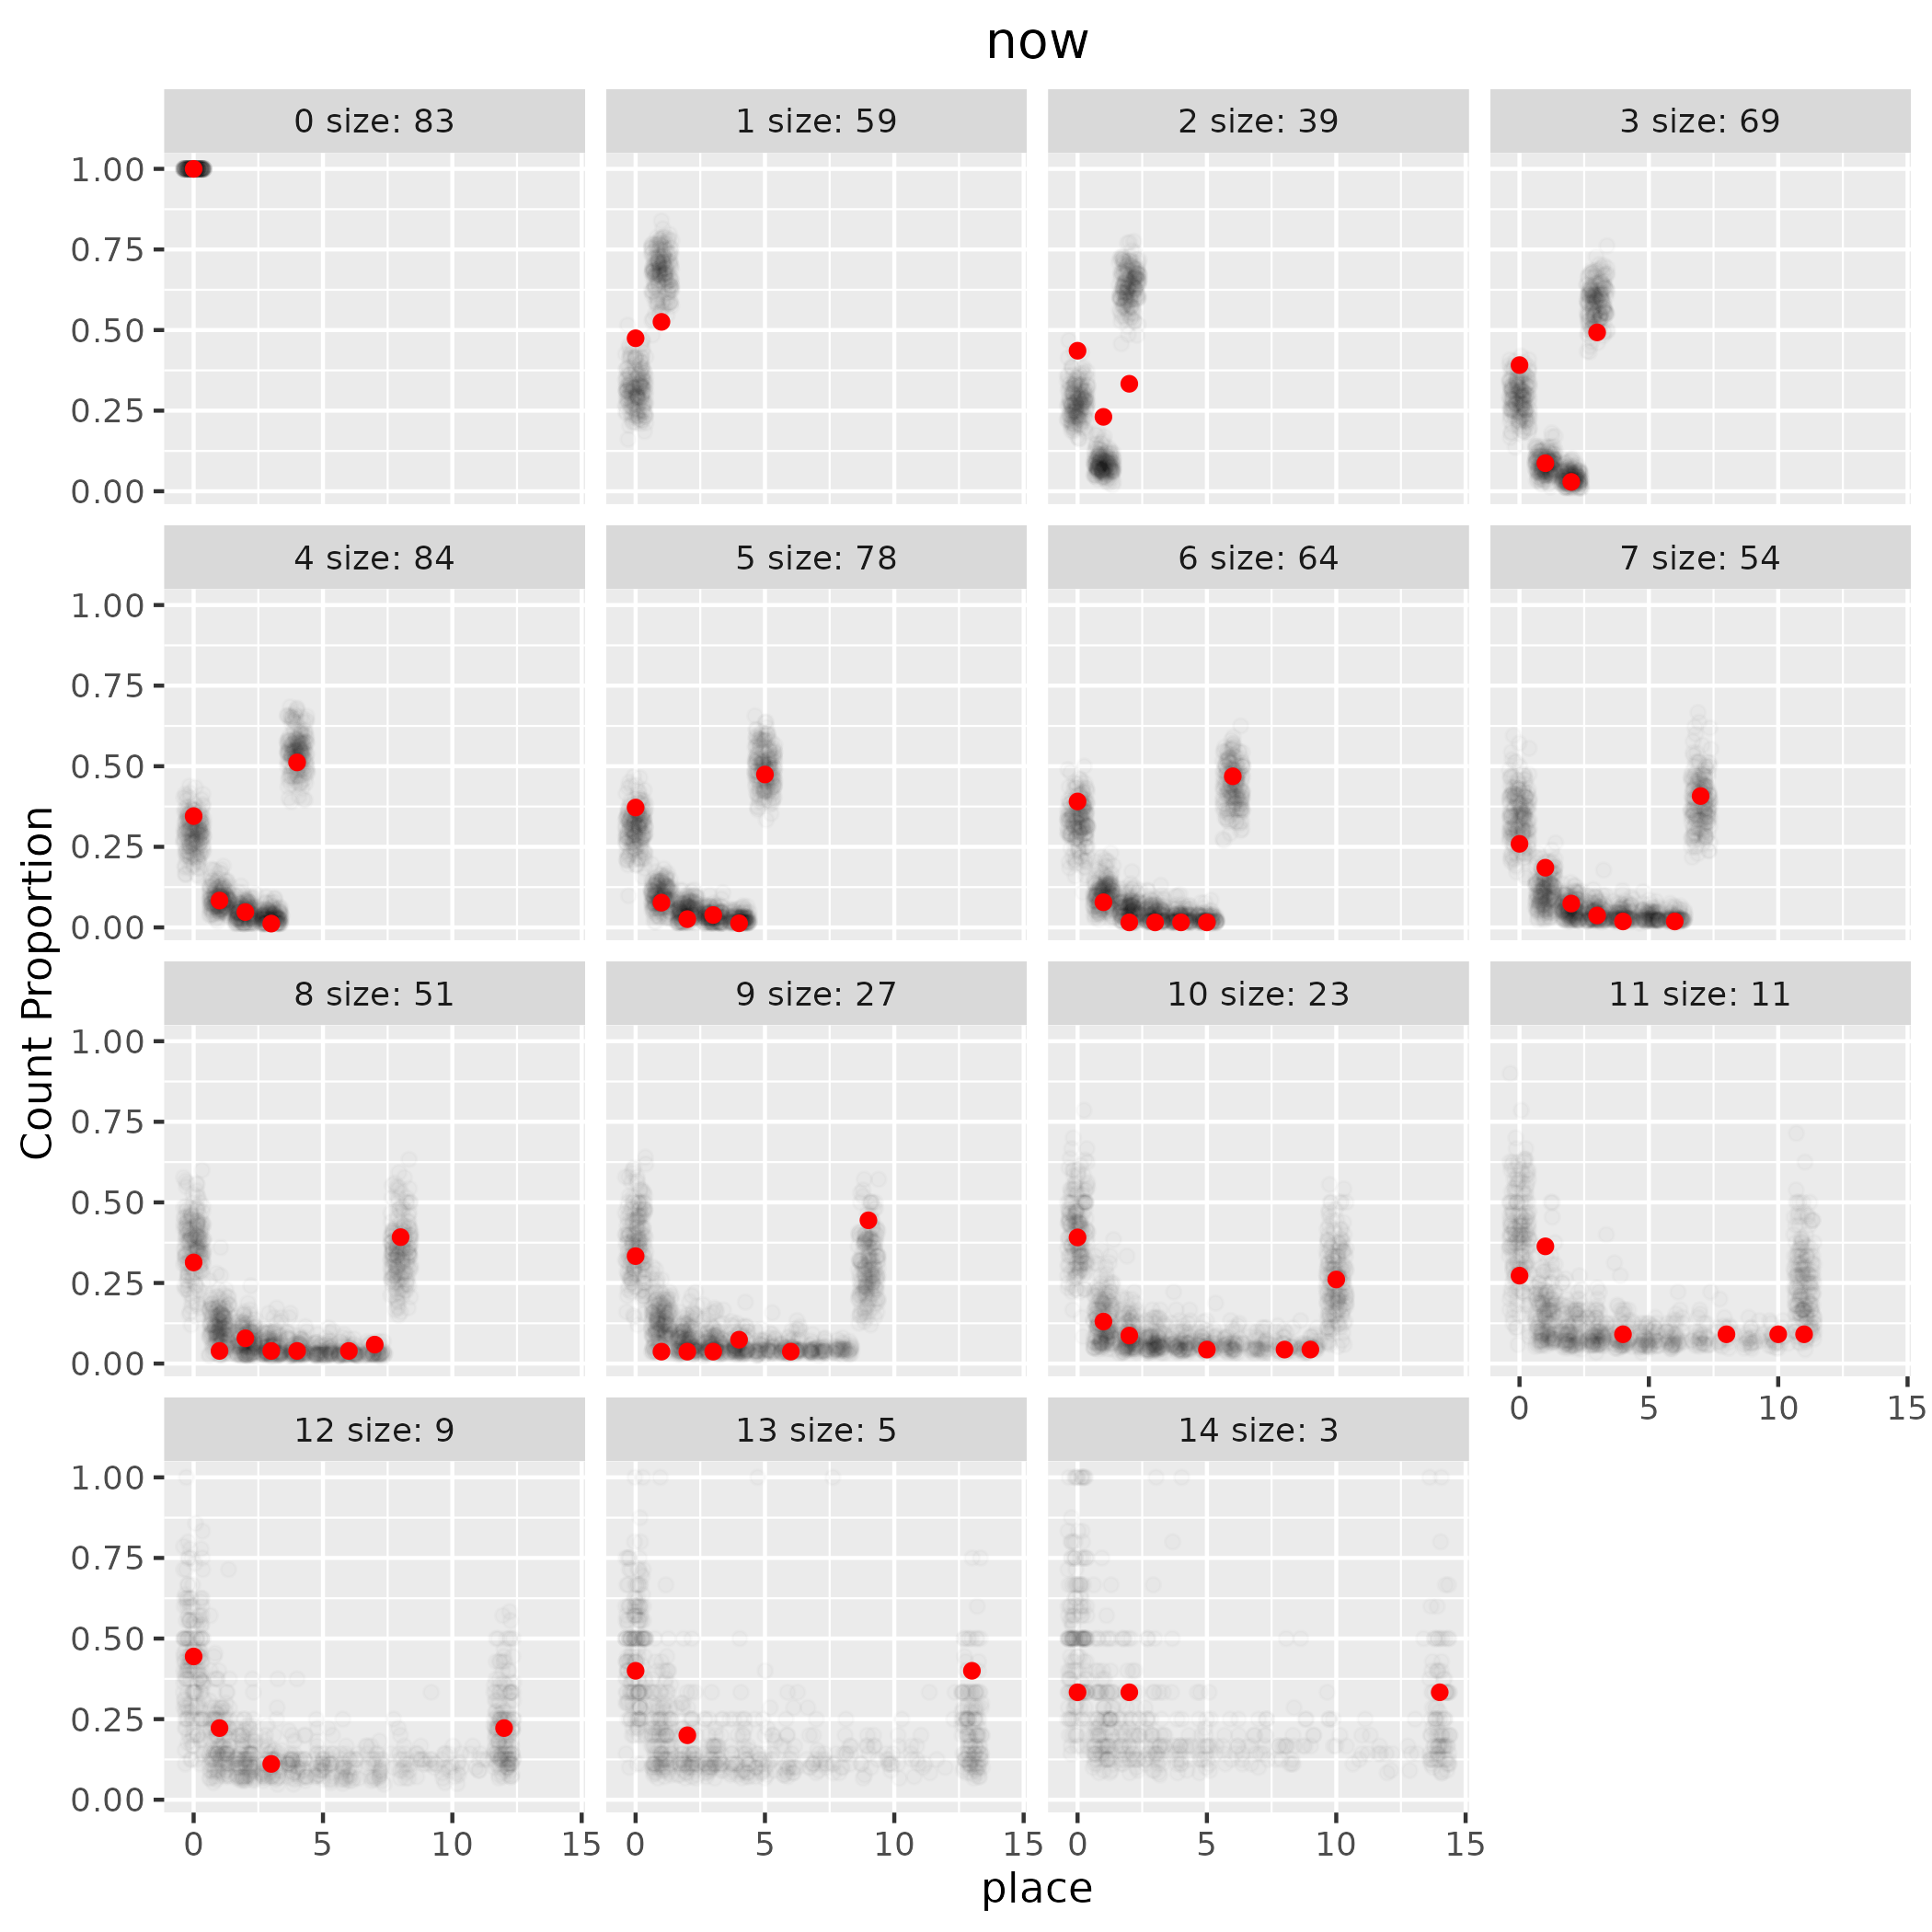 now
0 size: 83
1 size: 59
2 size: 39
3 size: 69
1.00
0.75
0.50
0.25
0.00
4 size: 84
5 size: 78
6 size: 64
7 size: 54
1.00
0.75
0.50
0.25
0.00
Count Proportion
8 size: 51
9 size: 27
10 size: 23
11 size: 11
1.00
0.75
0.50
0.25
0.00
0 5 10 15
12 size: 9
13 size: 5
14 size: 3
1.00
0.75
0.50
0.25
0.00
0 5 10 15
0 5 10 15
0 5 10 15
place